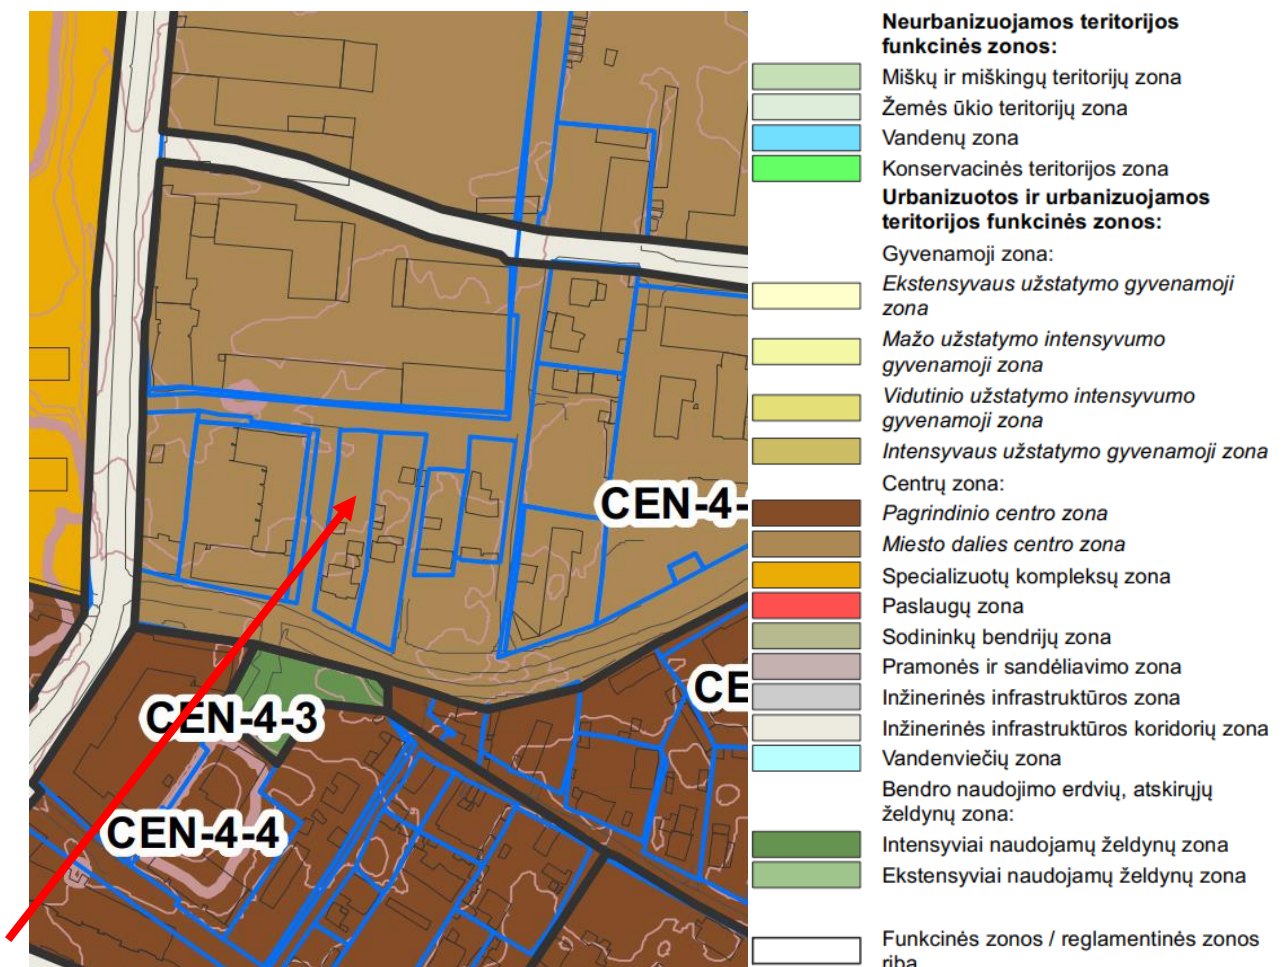 CEN-4-
CE
CEN-4-3
CEN-4-4
Neurbanizuojamos teritorijos
funkcinės zonos:
Miškų ir miškingų teritorijų zona
Žemės ūkio teritorijų zona
Vandenų zona
Konservacinės teritorijos zona
Urbanizuotos ir urbanizuojamos
teritorijos funkcinės zonos:
Gyvenamoji zona:
Ekstensyvaus užstatymo gyvenamoji
zona
Mažo užstatymo intensyvumo
gyvenamoji zona
Vidutinio užstatymo intensyvumo
gyvenamoji zona
Intensyvaus užstatymo gyvenamoji zona
Centrų zona:
Pagrindinio centro zona
Miesto dalies centro zona
Specializuotų kompleksų zona
Paslaugų zona
Sodininkų bendrijų zona
Pramonės ir sandėliavimo zona
Inžinerinės infrastruktūros zona
Inžinerinės infrastruktūros koridorių zona
Vandenviečių zona
Bendro naudojimo erdvių, atskirųjų
želdynų zona:
Intensyviai naudojamų želdynų zona
Ekstensyviai naudojamų želdynų zona
Funkcinės zonos / reglamentinės zonos
riba